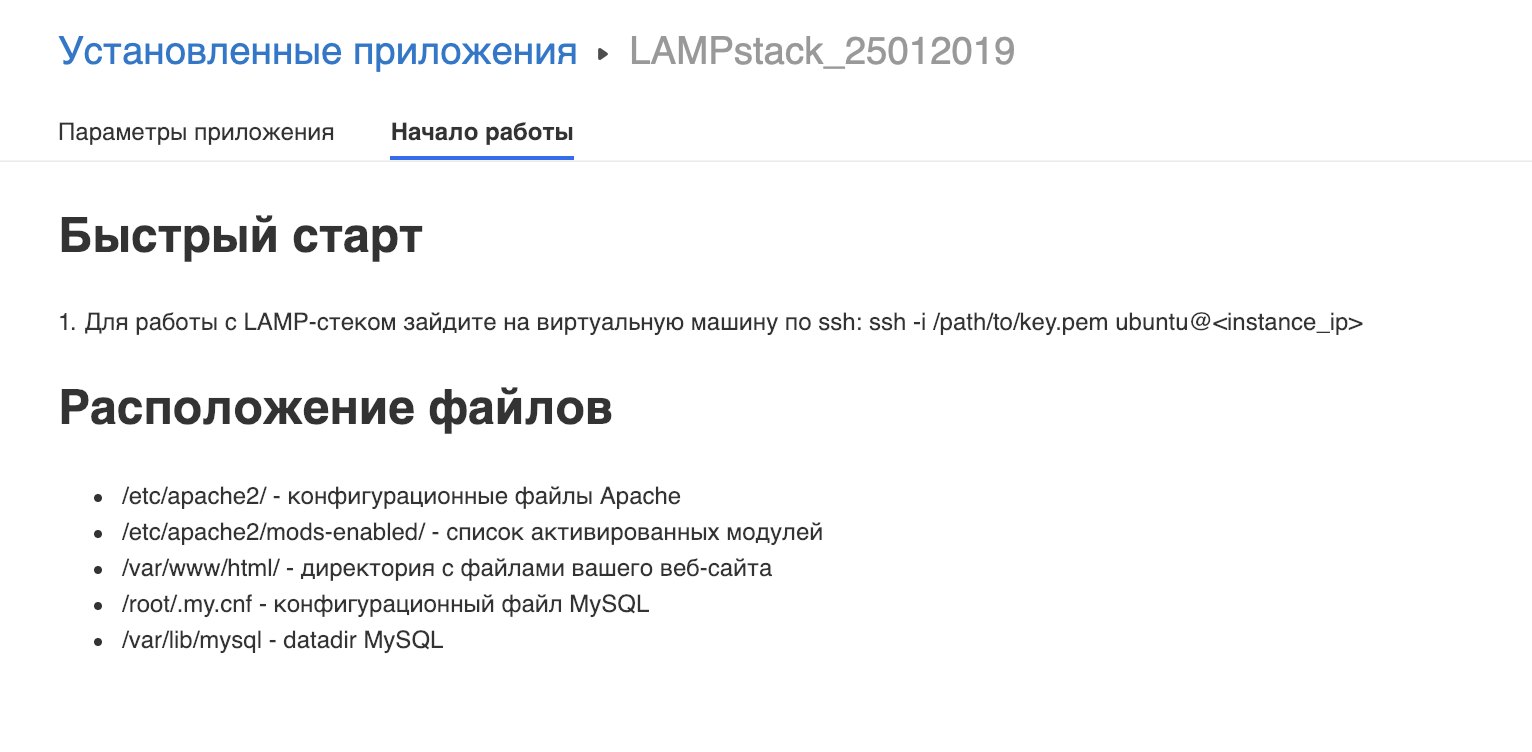 Установленные приложения ▸ LAMPstack_25012019
Параметры приложения Начало работы
Быстрый старт
1. Для работы с LAMP-стеком зайдите на виртуальную машину по ssh: ssh -i /path/to/key.pem ubuntu@<instance_ip>
Расположение файлов
• /etc/apache2/ - конфигурационные файлы Apache
• /etc/apache2/mods-enabled/ - список активированных модулей
• /var/www/html/ - директория с файлами вашего веб-сайта
• /root/.my.cnf - конфигурационный файл MySQL
• /var/lib/mysql - datadir MySQL